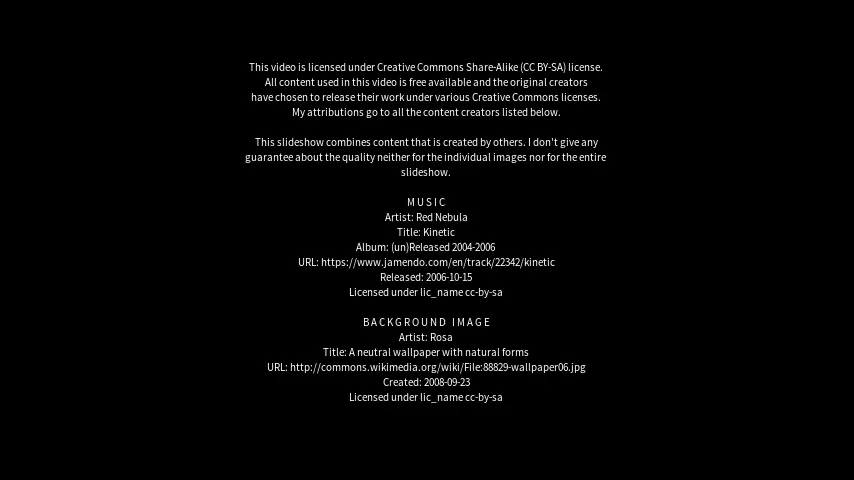 This video is licensed under Creative Commons Share-Alike (CC BY-SA) license.
All content used in this video is free available and the original creators
have chosen to release their work under various Creative Commons licenses.
My attributions go to all the content creators listed below.
This slideshow combines content that is created by others. I don't give any
guarantee about the quality neither for the individual images nor for the entire
slideshow.
MUSIC
Artist: Red Nebula
Title: Kinetic
Album: (un)Released 2004-2006
URL: https://www.jamendo.com/en/track/22342/kinetic
Released: 2006-10-15
Licensed under lic_name cc-by-sa
BACKGROUND IMAGE
Artist: Rosa
Title: A neutral wallpaper with natural forms
URL: http://commons.wikimedia.org/wiki/File:88829-wallpaper06.jpg
Created: 2008-09-23
Licensed under lic_name cc-by-sa